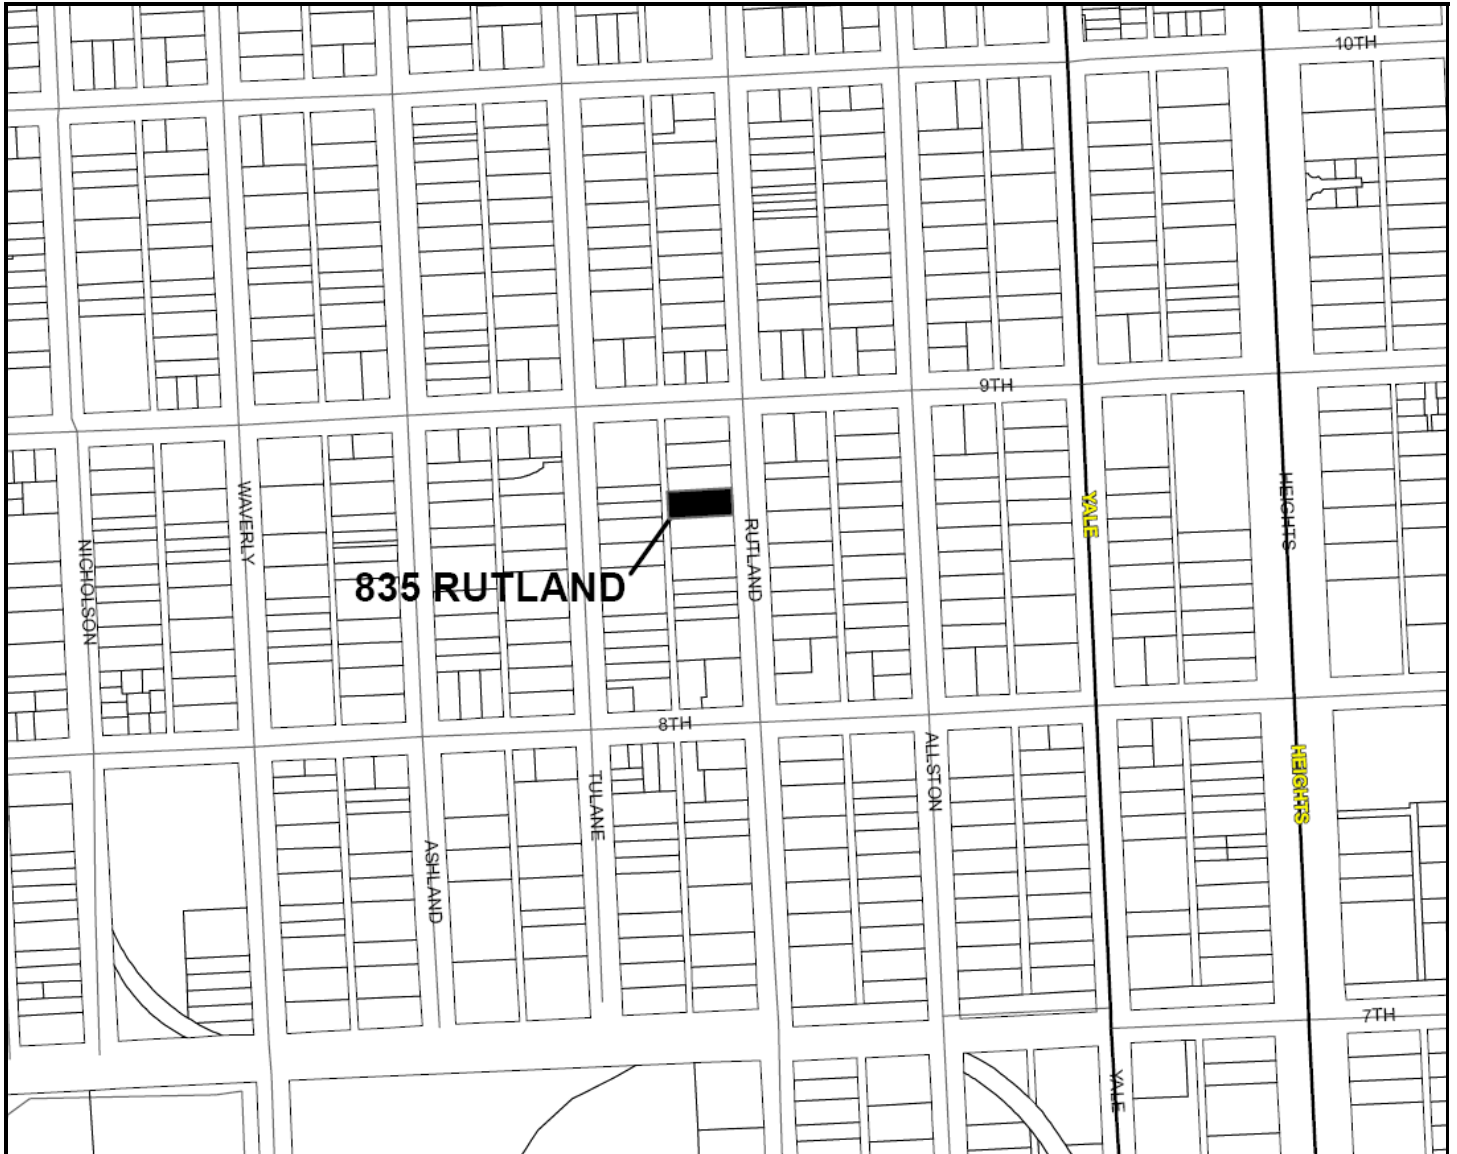 10TH
9TH
WAVERLY
HEIGHTS
YALE
RUTLAND
NICHOLSON
835 RUTLAND
8TH
ALLSTON
HEIGHTS
TULANE
ASHLAND
7TH
YALE